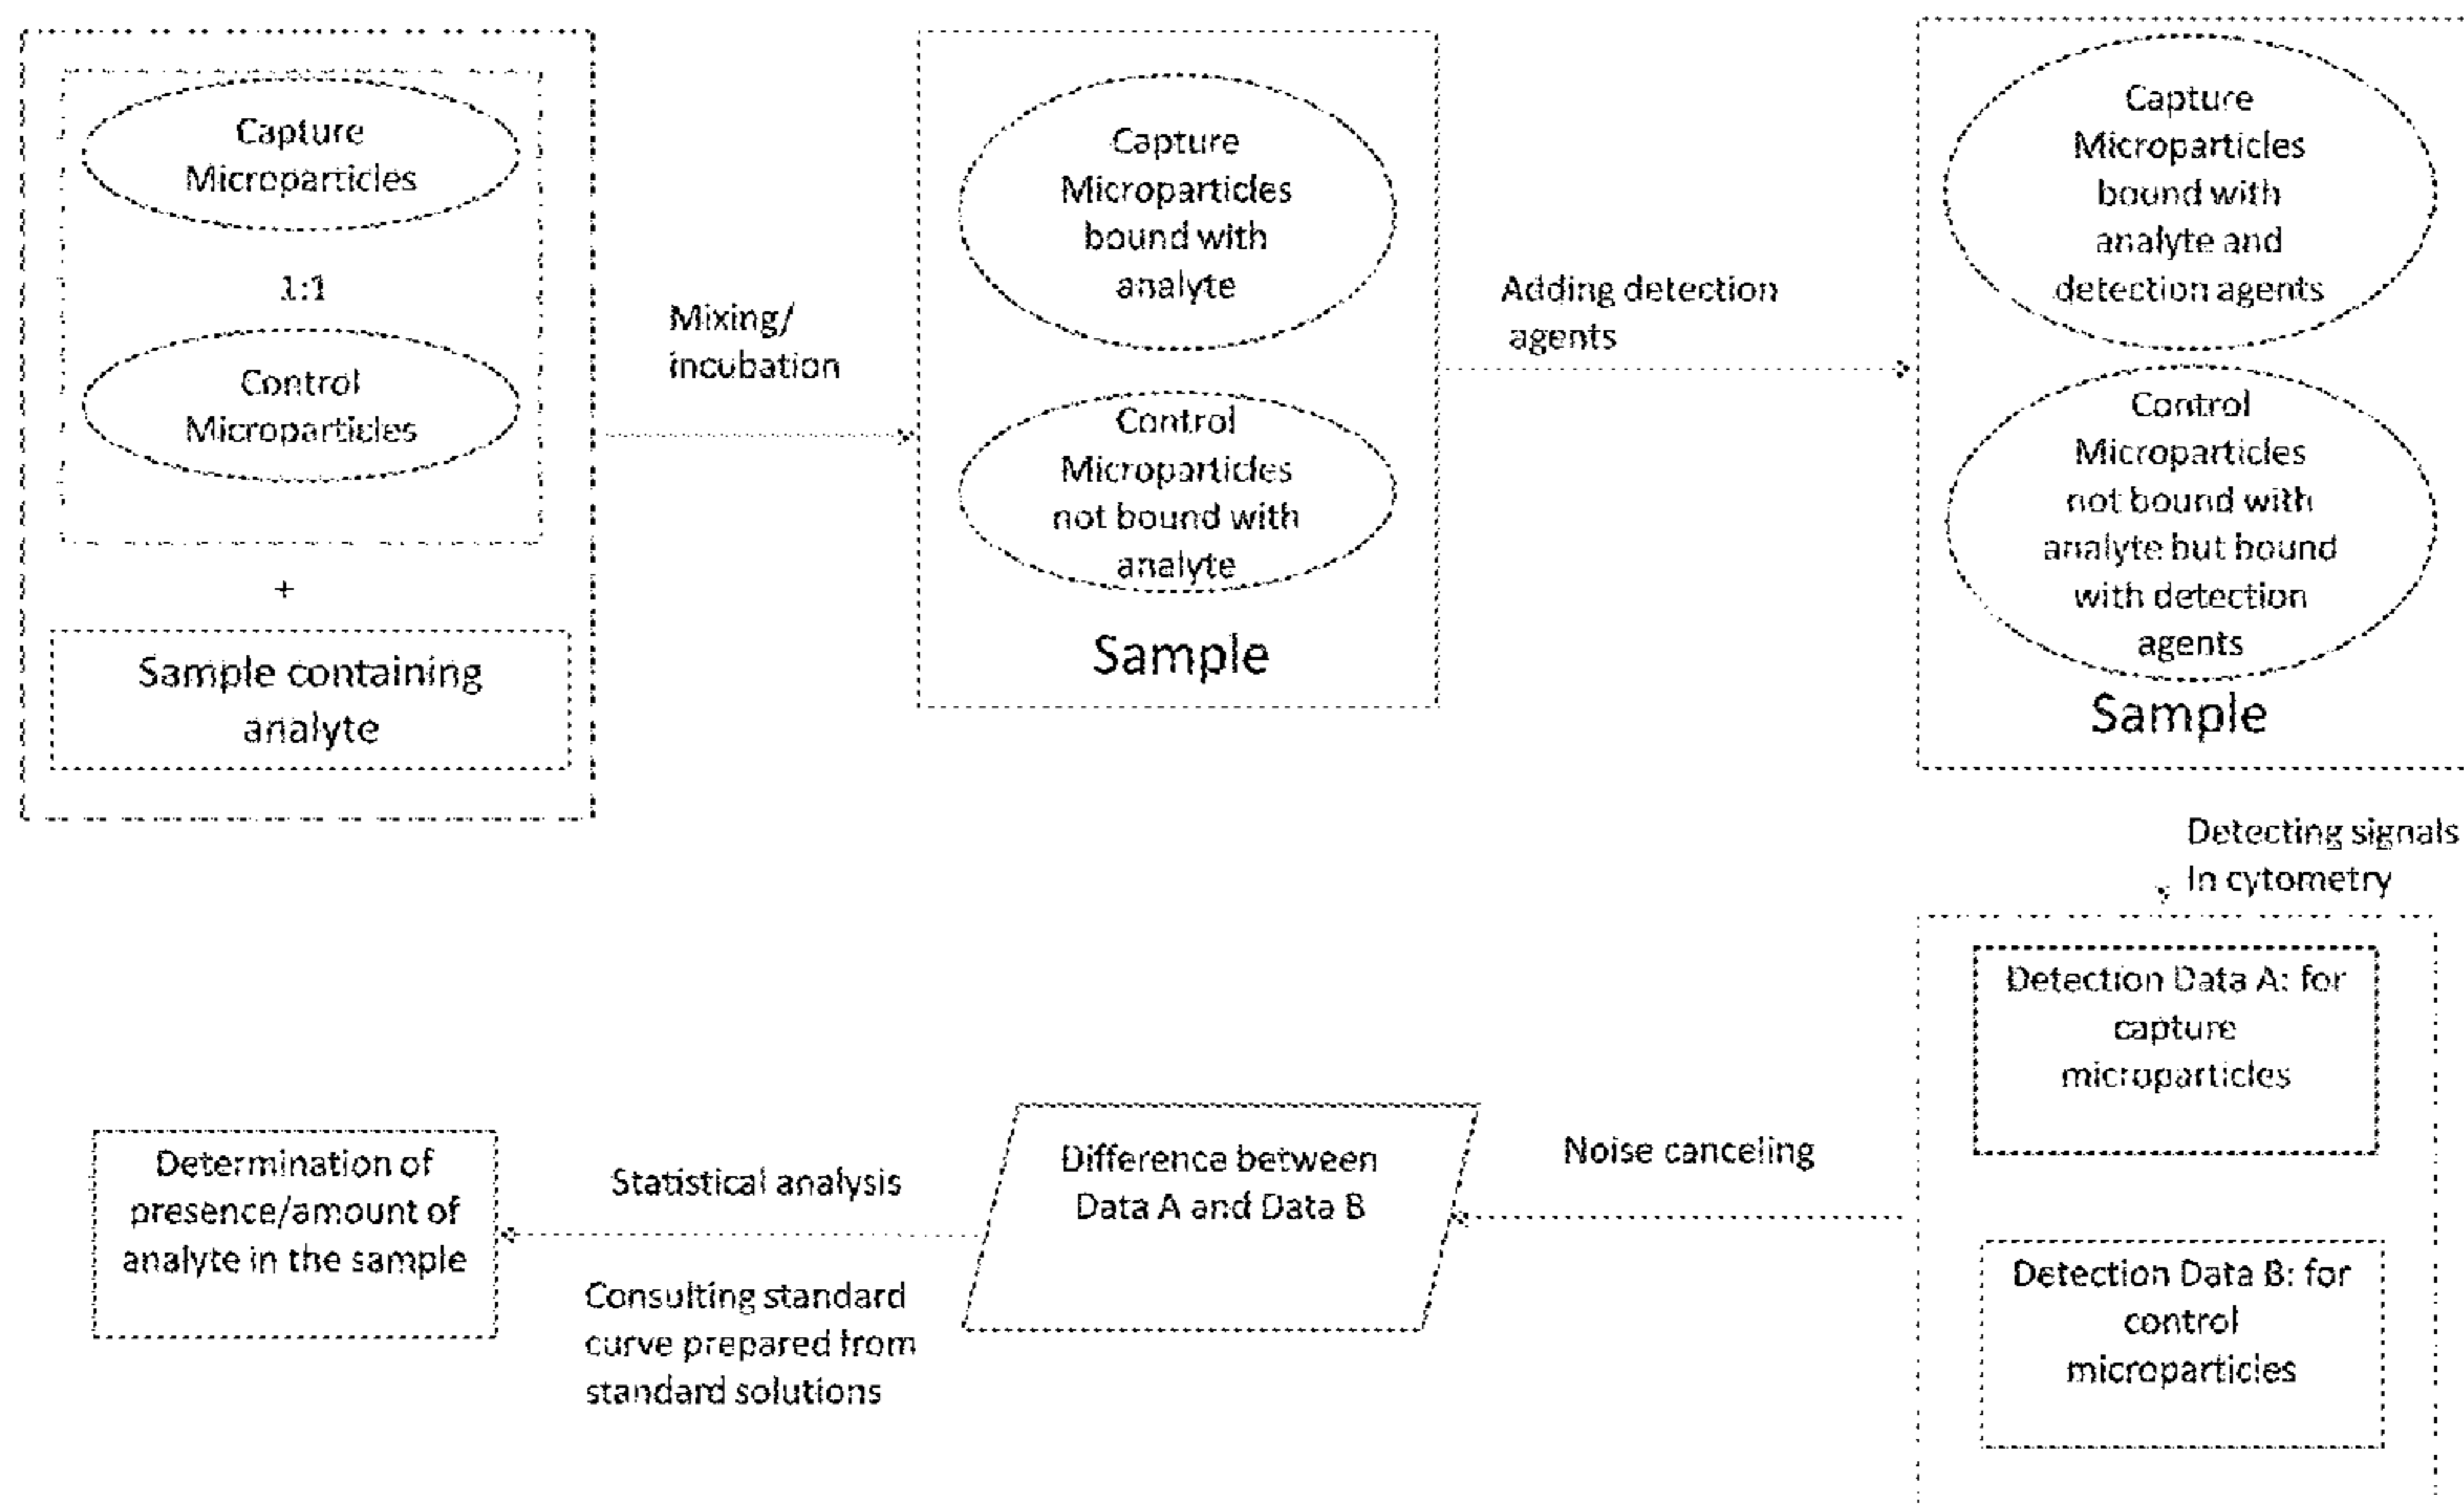 Capture
Microparticles
1:1
Control
Microparticles
+
Sample containing
analyte
Mixing/
incubation
Capture
Microparticles
bound with
analyte
Control
Microparticles
not bound with
analyte
Sample
Adding detection
agents
Capture
Microparticles
bound with
analyte and
detection agents
Control
Microparticles
not bound with
analyte but bound
with detection
agents
Sample
Detecting signals
In cytometry
Detection Data A: for
capture
microparticles
Detection Data B: for
control
microparticles
Noise canceling
Difference between
Data A and Data B
Statistical analysis
Consulting standard
curve prepared from
standard solutions
Determination of
presence/amount of
analyte in the sample